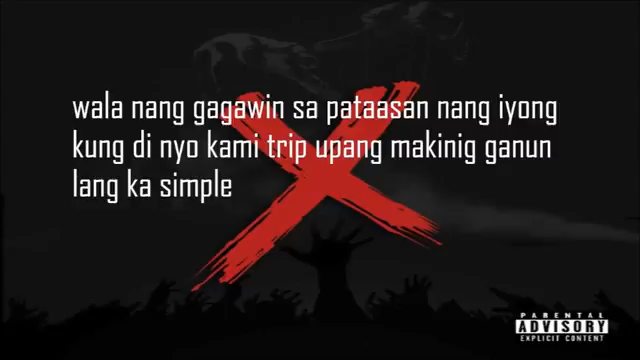 wala nang gagawin sa pataasan nang iyong
kung di nyo kami trip upang makinig ganun
lang ka simple
PARENTAL
ADVISORY
EXPLICIT CONTENT